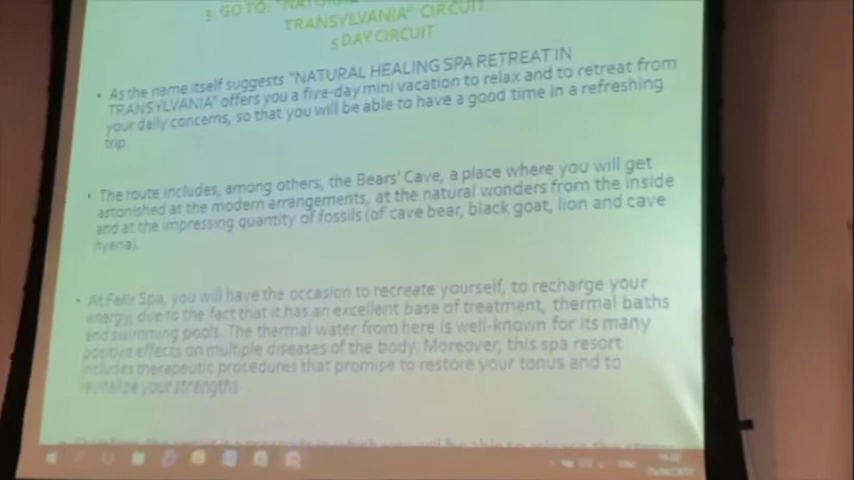 3. GO TO: "NATURAL
TRANSYLVANIA" CIRCUIT
5 DAY CIRCUIT
• As the name itself suggests "NATURAL HEALING SPA RETREAT IN
TRANSYLVANIA" offers you a five-day mini vacation to relax and to retreat from
your daily concerns, so that you will be able to have a good time in a refreshing
trip.
• The route includes, among others, the Bears' Cave, a place where you will get
astonished at the modern arrangements, at the natural wonders from the inside
and at the impressing quantity of fossils (of cave bear, black goat, lion and cave
hyena).
• At Felix Spa, you will have the occasion to recreate yourself, to recharge your
energy, due to the fact that it has an excellent base of treatment, thermal baths
and swimming pools. The thermal water from here is well-known for its many
positive effects on multiple diseases of the body. Moreover, this spa resort
includes therapeutic procedures that promise to restore your tonus and to
revitalize your strengths